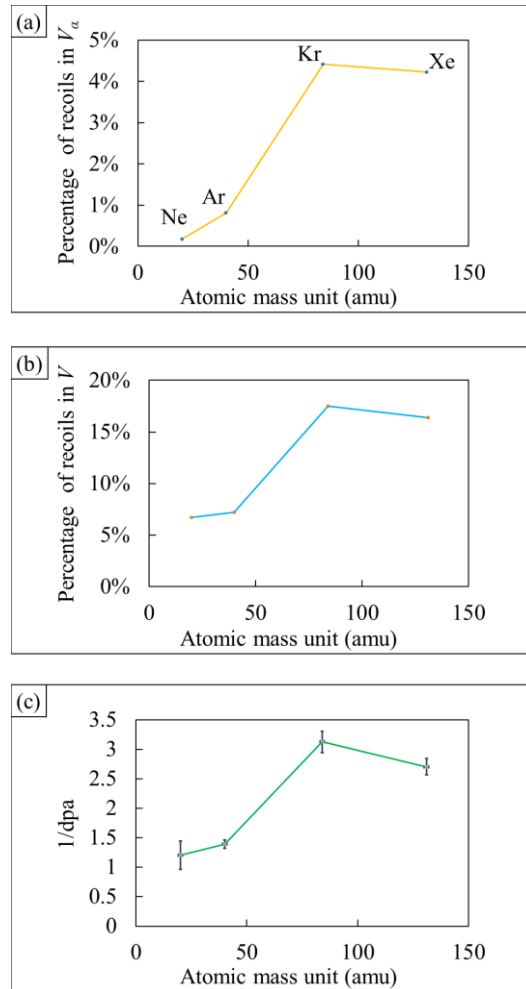 (a)
Percentage of recoils in Vα
5%
4%
3%
2%
1%
0%
Ne
Ar
Kr
Xe
0 50 100 150
Atomic mass unit (amu)
(b)
Percentage of recoils in V
20%
15%
10%
5%
0%
0 50 100 150
Atomic mass unit (amu)
(c)
1/dpa
3.5
3
2.5
2
1.5
1
0.5
0
0 50 100 150
Atomic mass unit (amu)